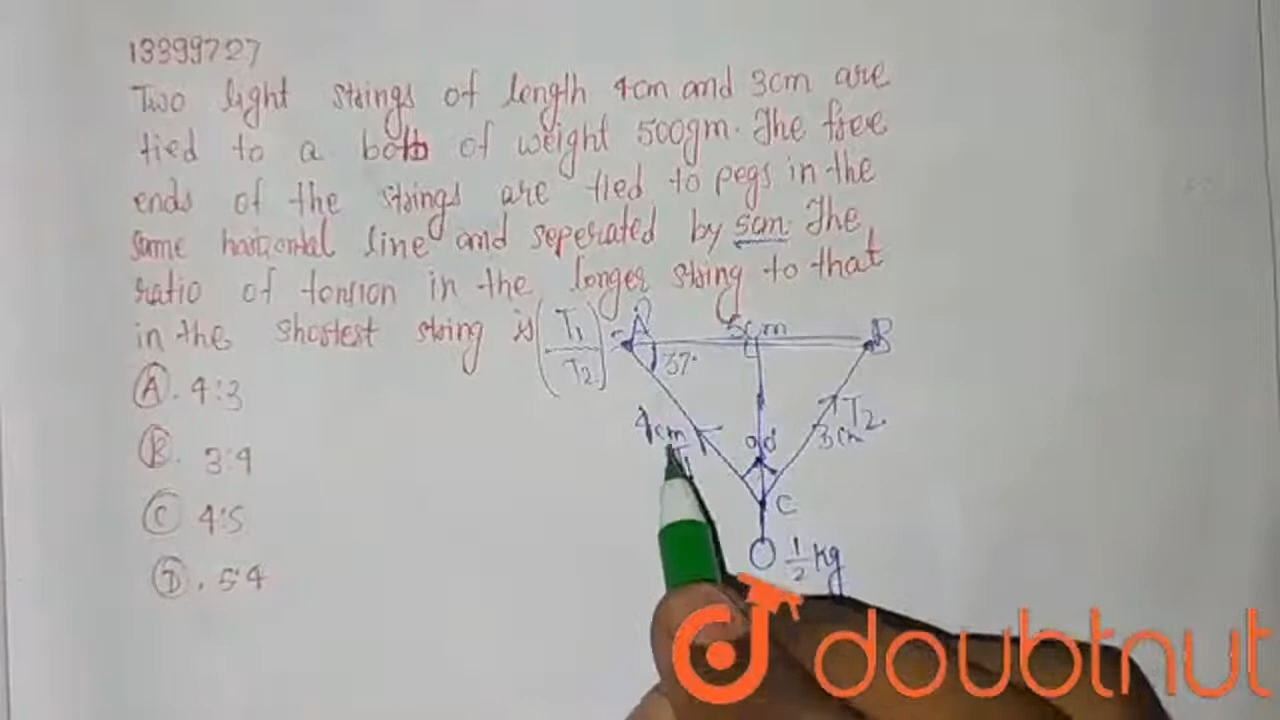 13399727
Two light strings of length 4cm and 3cm are
tied to a bob of weight 500gm. The free
ends of the strings are tied to pegs in the
same horizontal line and seperated by 5cm. The
ratio of tension in the longer string to that
in the shortest string is (T1/T2)
A 5cm B
37°
4cm T1 90° 3cm T2
C
1/2 kg
A. 4:3
B. 3:4
C 4:5
D. 5:4
doubtnut